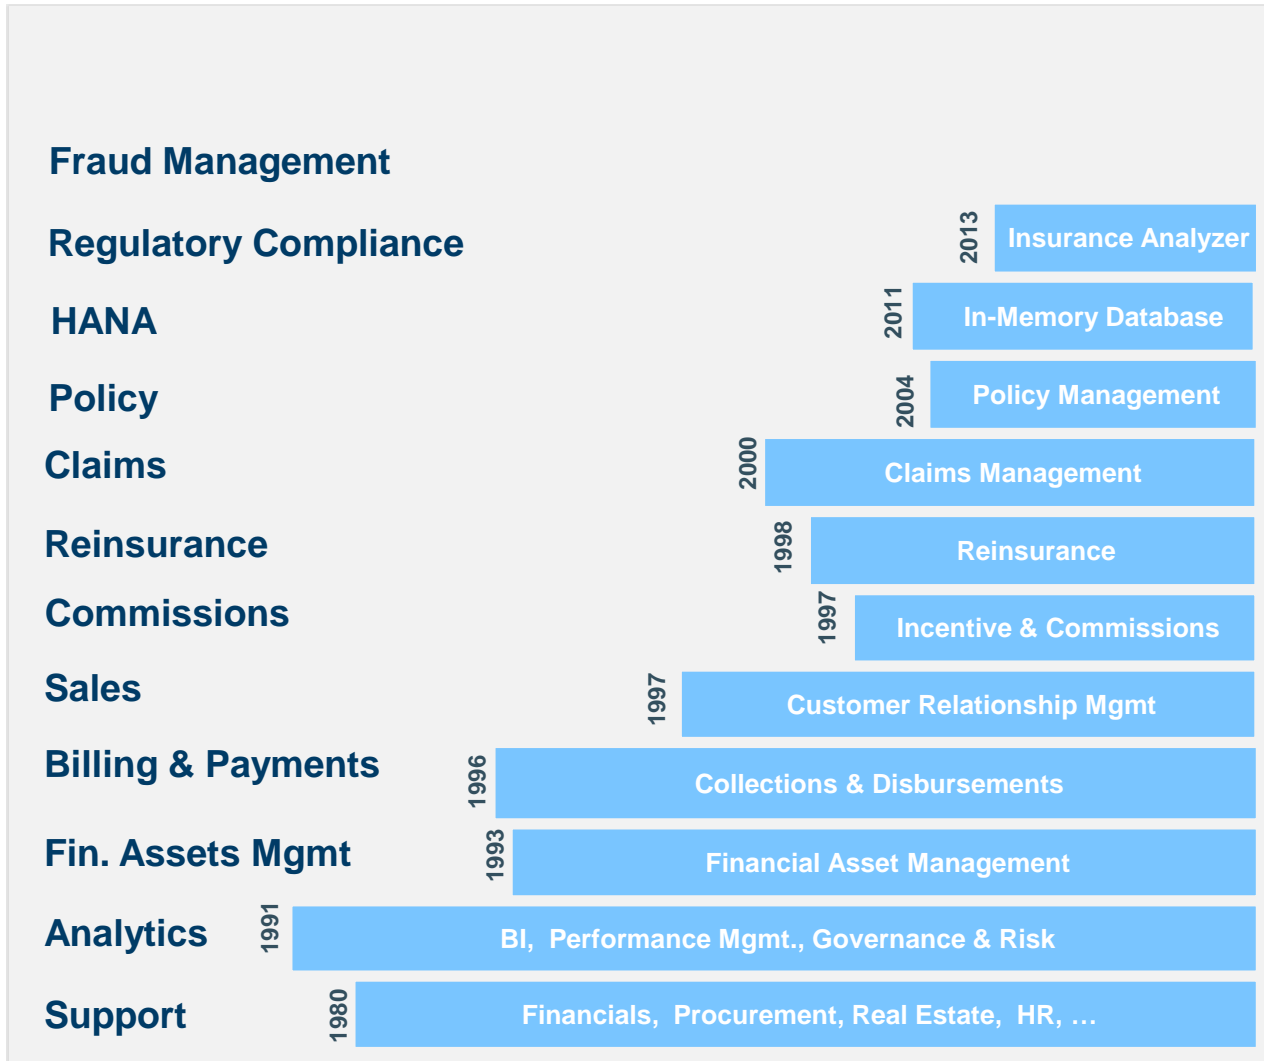 Fraud Management
Regulatory Compliance
2013
Insurance Analyzer
HANA
2011
In-Memory Database
Policy
2004
Policy Management
Claims
2000
Claims Management
Reinsurance
1998
Reinsurance
Commissions
1997
Incentive & Commissions
Sales
1997
Customer Relationship Mgmt
Billing & Payments
1996
Collections & Disbursements
Fin. Assets Mgmt
1993
Financial Asset Management
Analytics
1991
BI, Performance Mgmt., Governance & Risk
Support
1980
Financials, Procurement, Real Estate, HR, …